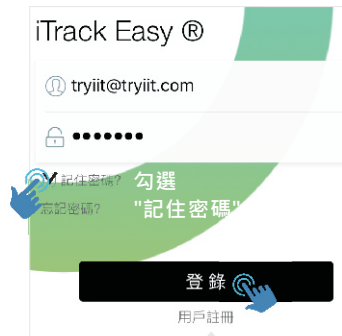 iTrack Easy ®
tryiit@tryiit.com
•••••••
記住密碼? 勾選
忘記密碼? "記住密碼"
登錄
用戶註冊